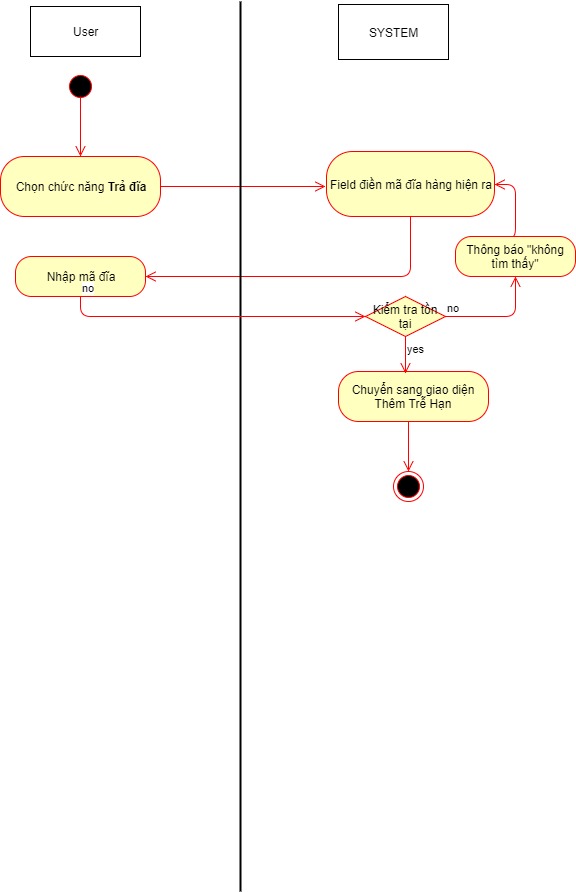 User
SYSTEM
Chọn chức năng Trả đĩa
Field điền mã đĩa hàng hiện ra
Thông báo "không
tìm thấy"
Nhập mã đĩa
no
Kiểm tra tồn
tại
no
yes
Chuyển sang giao diện
Thêm Trễ Hạn